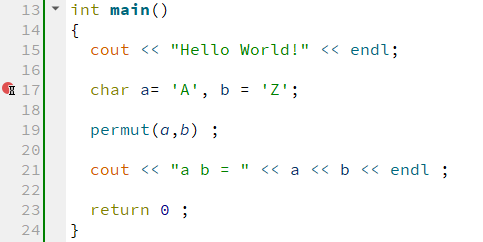 13 int main()
14 {
15 cout << "Hello World!" << endl;
16
17 char a= 'A', b = 'Z';
18
19 permut(a,b) ;
20
21 cout << "a b = " << a << b << endl ;
22
23 return 0 ;
24 }